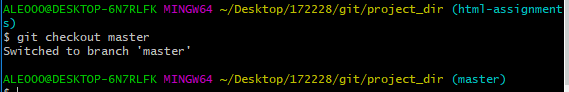 ALEOOO@DESKTOP-6N7RLFK MINGW64 ~/Desktop/172228/git/project_dir (html-assignment
s)
$ git checkout master
Switched to branch 'master'
ALEOOO@DESKTOP-6N7RLFK MINGW64 ~/Desktop/172228/git/project_dir (master)
$